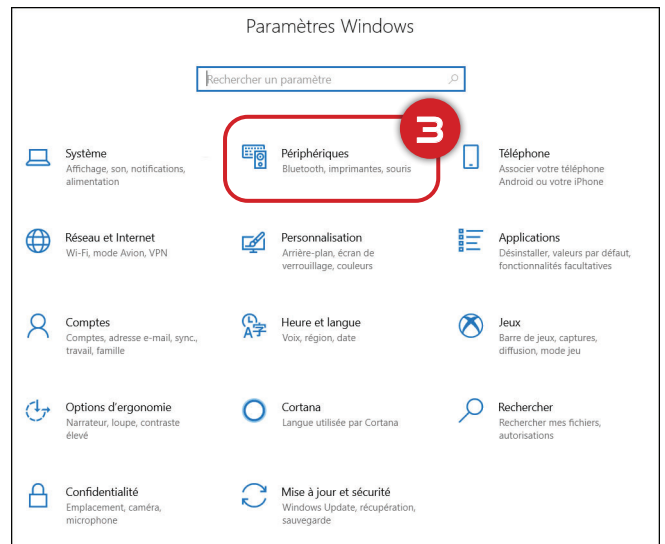 Paramètres Windows
Rechercher un paramètre
3
Système
Affichage, son, notifications,
alimentation
Périphériques
Bluetooth, imprimantes, souris
Téléphone
Associer votre téléphone
Android ou votre iPhone
Réseau et Internet
Wi-Fi, mode Avion, VPN
Personnalisation
Arrière-plan, écran de
verrouillage, couleurs
Applications
Désinstaller, valeurs par défaut,
fonctionnalités facultatives
Comptes
Comptes, adresse e-mail, sync.,
travail, famille
Heure et langue
Voix, région, date
Jeux
Barre de jeux, captures,
diffusion, mode jeu
Options d'ergonomie
Narrateur, loupe, contraste
élevé
Cortana
Langue utilisée par Cortana
Rechercher
Rechercher mes fichiers,
autorisations
Confidentialité
Emplacement, caméra,
microphone
Mise à jour et sécurité
Windows Update, récupération,
sauvegarde